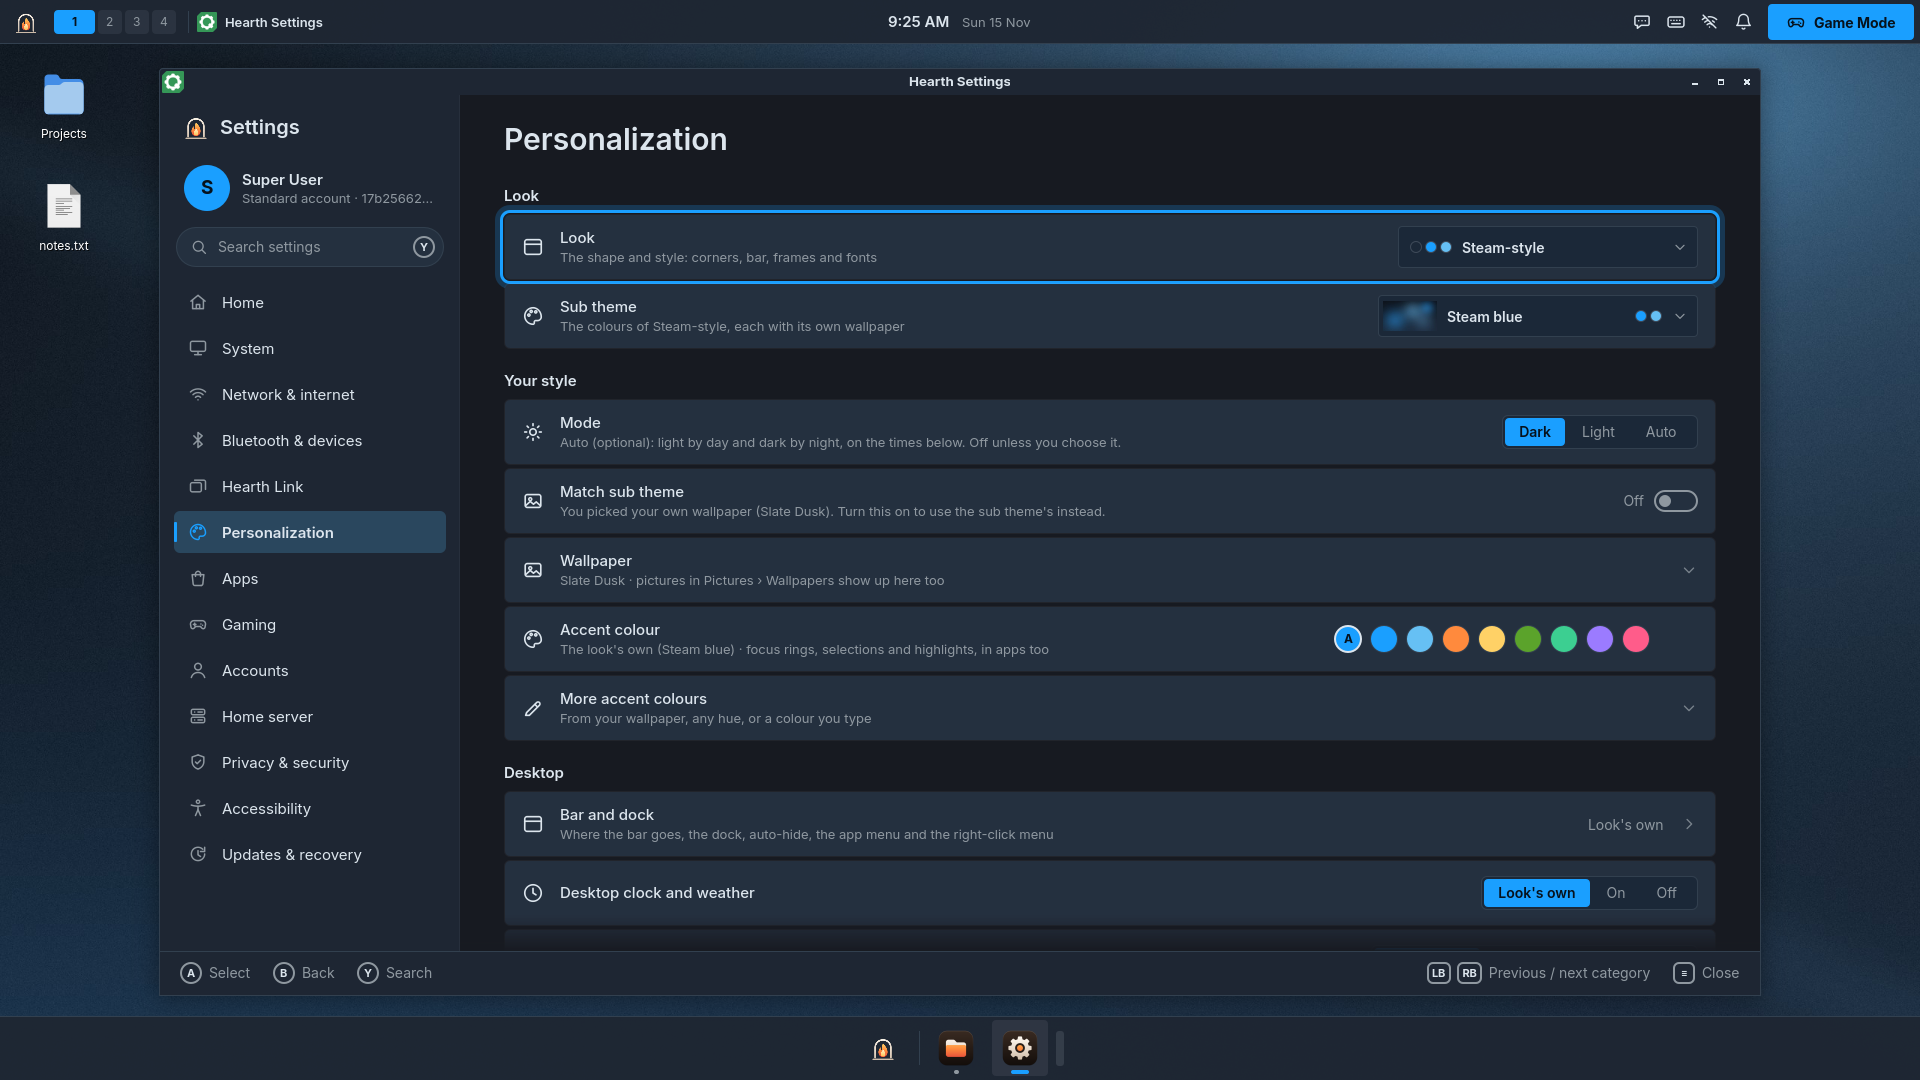 1 2 3 4 Hearth Settings 9:25 AM Sun 15 Nov Game Mode
Projects
notes.txt
Hearth Settings
Settings
S
Super User
Standard account · 17b25662...
Search settings Y
Home
System
Network & internet
Bluetooth & devices
Hearth Link
Personalization
Apps
Gaming
Accounts
Home server
Privacy & security
Accessibility
Updates & recovery
Personalization
Look
Look
The shape and style: corners, bar, frames and fonts
Steam-style
Sub theme
The colours of Steam-style, each with its own wallpaper
Steam blue
Your style
Mode
Auto (optional): light by day and dark by night, on the times below. Off unless you choose it.
Dark Light Auto
Match sub theme
You picked your own wallpaper (Slate Dusk). Turn this on to use the sub theme's instead.
Off
Wallpaper
Slate Dusk · pictures in Pictures › Wallpapers show up here too
Accent colour
The look's own (Steam blue) · focus rings, selections and highlights, in apps too
A
More accent colours
From your wallpaper, any hue, or a colour you type
Desktop
Bar and dock
Where the bar goes, the dock, auto-hide, the app menu and the right-click menu
Look's own
Desktop clock and weather
Look's own On Off
A Select B Back Y Search LB RB Previous / next category Close